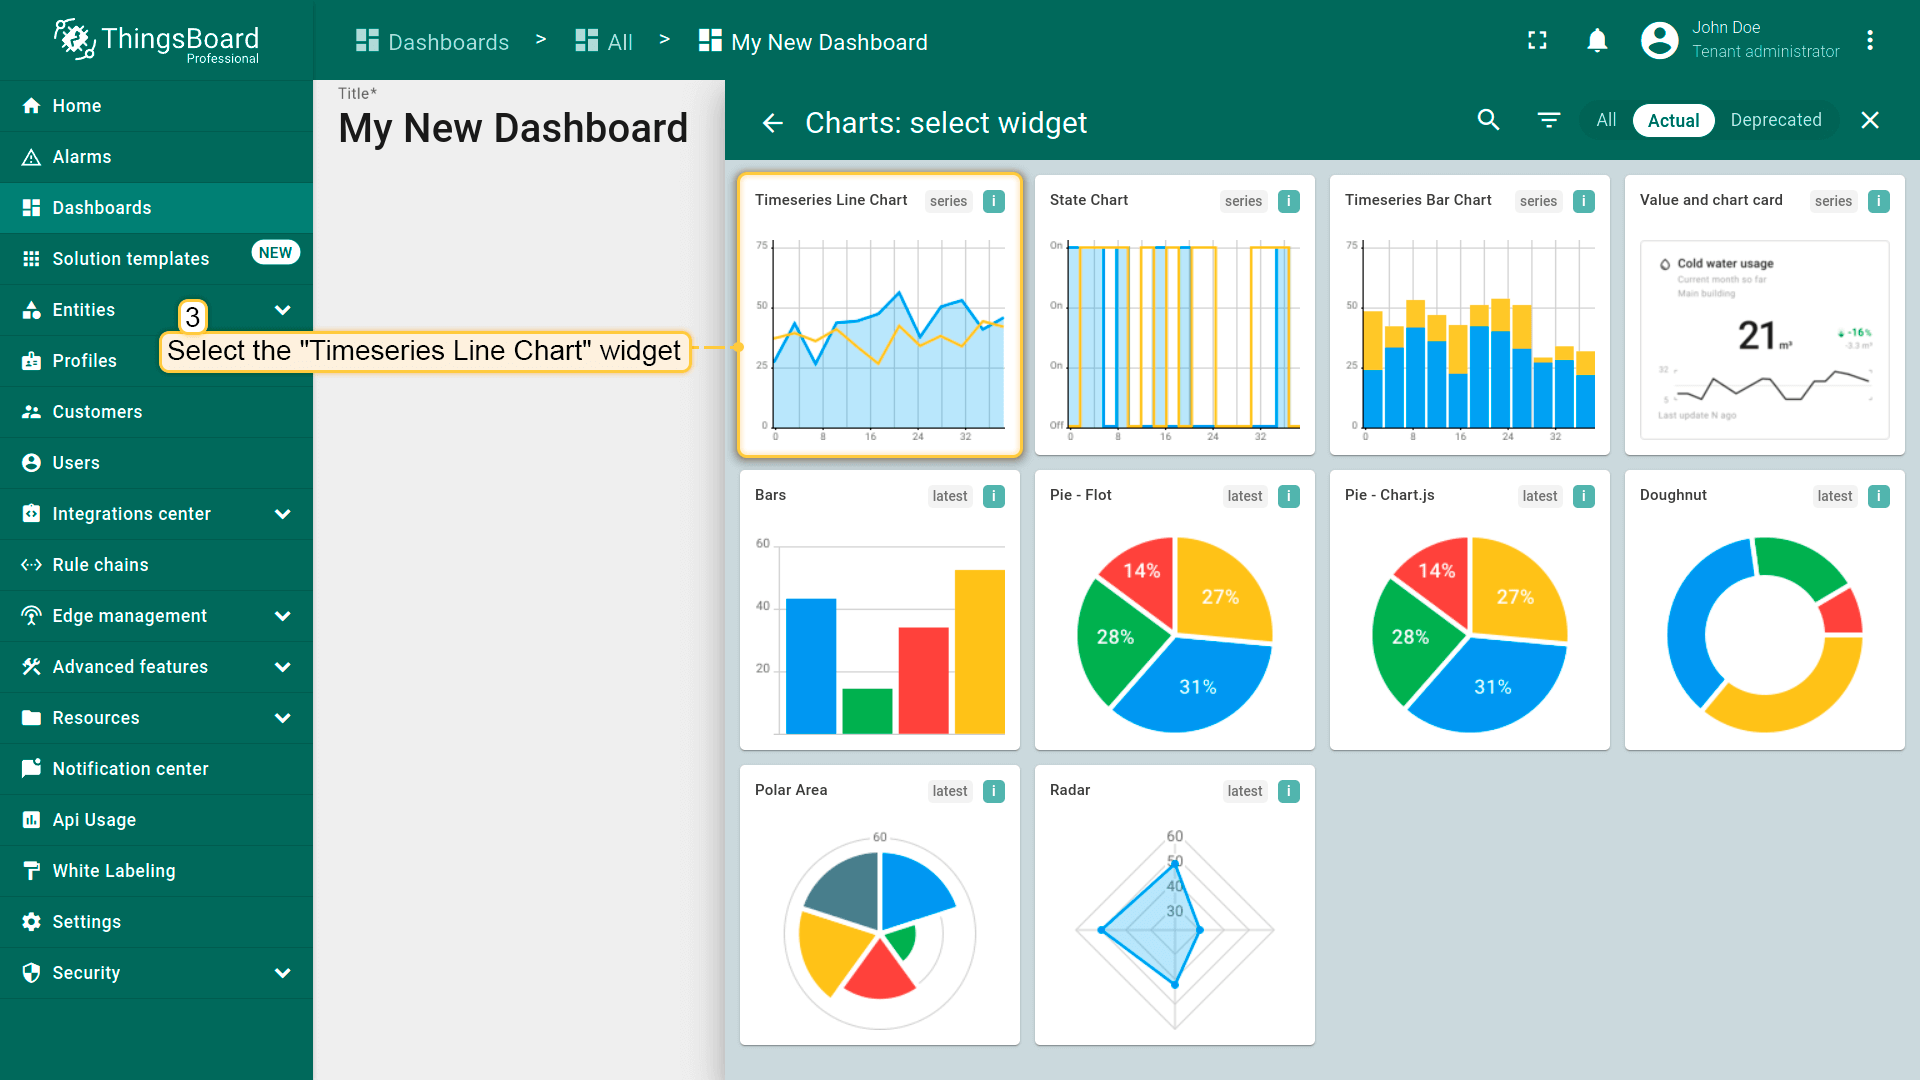 ThingsBoard
Professional
Dashboards > All > My New Dashboard
John Doe
Tenant administrator
Home
Alarms
Dashboards
Solution templates NEW
Entities
Profiles
Customers
Users
Integrations center
Rule chains
Edge management
Advanced features
Resources
Notification center
Api Usage
White Labeling
Settings
Security
Title*
My New Dashboard
3
Select the "Timeseries Line Chart" widget
Charts: select widget
All Actual Deprecated
Timeseries Line Chart series i
75
50
25
0
0 8 16 24 32
State Chart series i
On
On
On
Off
0 8 16 24 32
Timeseries Bar Chart series i
75
50
25
0
0 8 16 24 32
Value and chart card series i
Cold water usage
Current month so far
Main building
21 m³
-16%
-3.3 m³
32
5
Last update N ago
Bars latest i
60
40
20
Pie - Flot latest i
14%
27%
28%
31%
Pie - Chart.js latest i
14%
27%
28%
31%
Doughnut latest i
Polar Area latest i
60
Radar latest i
60
50
40
30